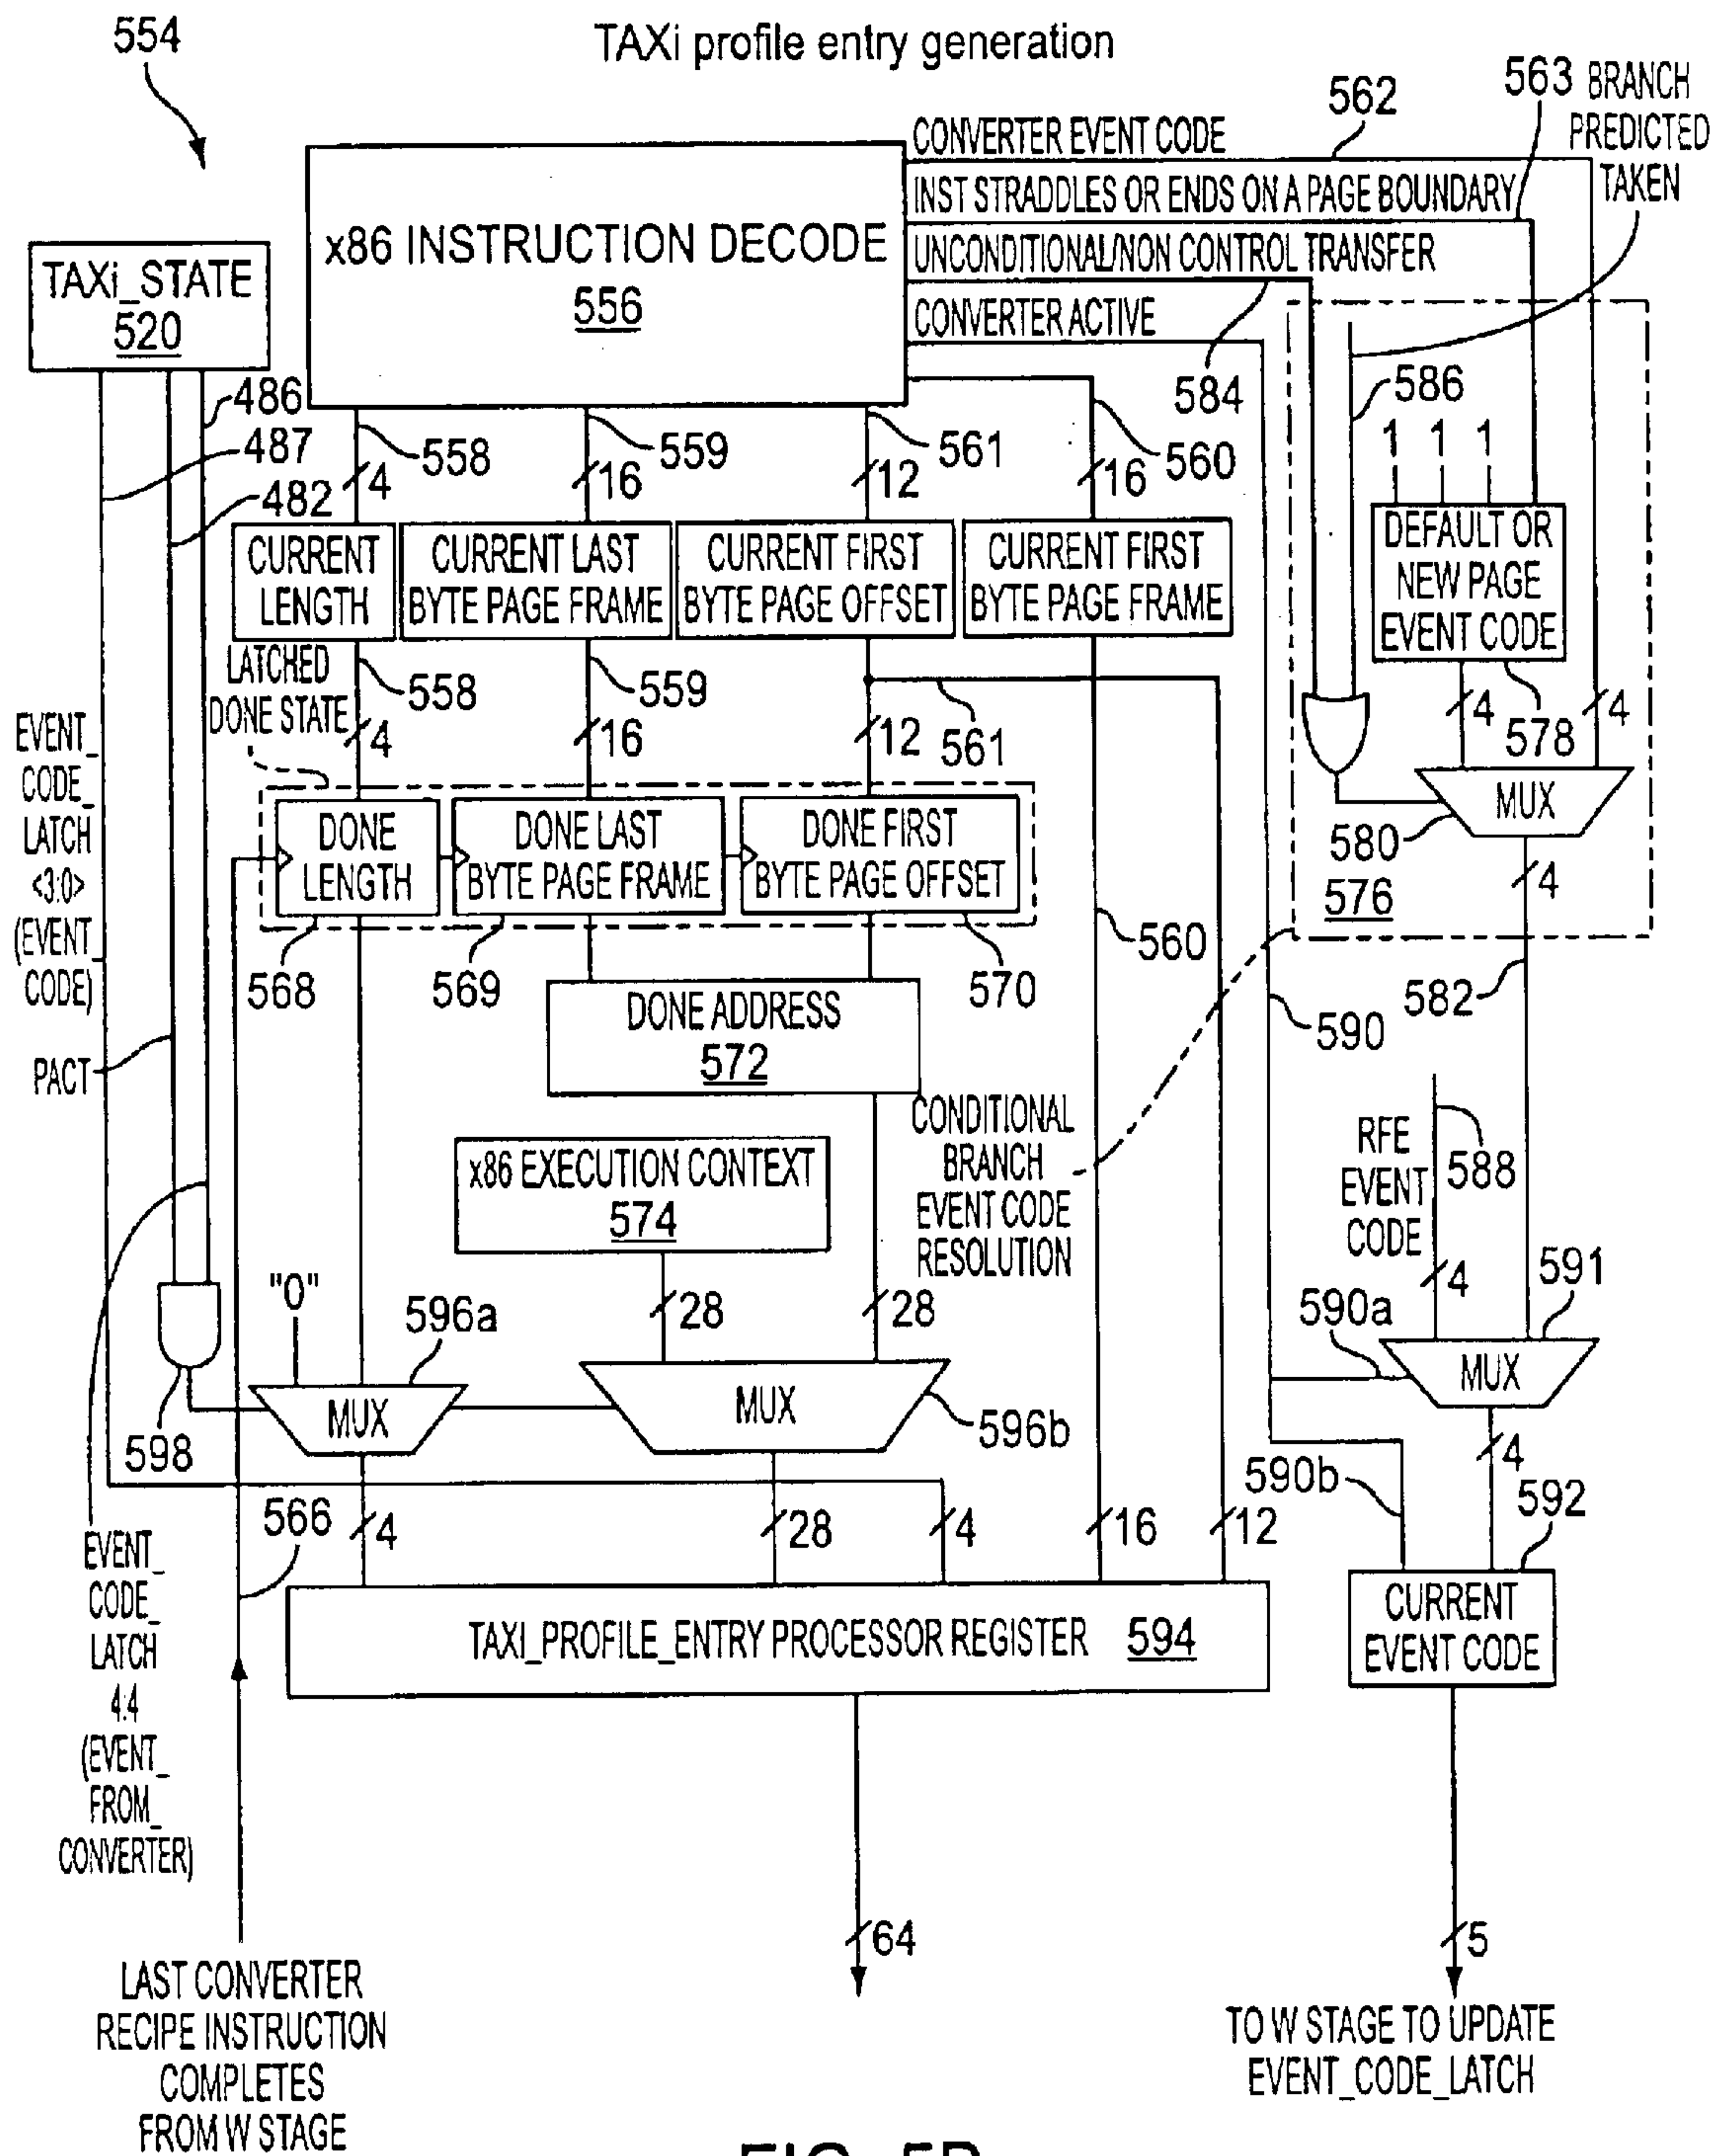 554
TAXi profile entry generation
562
563
BRANCH
PREDICTED
TAKEN
CONVERTER EVENT CODE
INST STRADDLES OR ENDS ON A PAGE BOUNDARY
UNCONDITIONAL/NON CONTROL TRANSFER
CONVERTER ACTIVE
x86 INSTRUCTION DECODE
556
TAXi_STATE
520
486
487
482
558
4
559
16
561
12
560
16
584
586
1 1 1
CURRENT
LENGTH
CURRENT LAST
BYTE PAGE FRAME
CURRENT FIRST
BYTE PAGE OFFSET
CURRENT FIRST
BYTE PAGE FRAME
DEFAULT OR
NEW PAGE
EVENT CODE
LATCHED
DONE STATE
558
4
559
16
12
561
4
578
4
MUX
580
4
576
EVENT_
CODE_
LATCH
<3:0>
(EVENT_
CODE)
DONE
LENGTH
DONE LAST
BYTE PAGE FRAME
DONE FIRST
BYTE PAGE OFFSET
568
569
570
560
582
590
PACT
DONE ADDRESS
572
CONDITIONAL
BRANCH
EVENT CODE
RESOLUTION
RFE
EVENT
CODE
588
4
x86 EXECUTION CONTEXT
574
"0"
596a
28
28
590a
591
MUX
MUX
MUX
598
596b
4
590b
592
566
4
28
4
16
12
EVENT_
CODE_
LATCH
4:4
(EVENT_
FROM_
CONVERTER)
TAXI_PROFILE_ENTRY PROCESSOR REGISTER 594
CURRENT
EVENT CODE
64
5
LAST CONVERTER
RECIPE INSTRUCTION
COMPLETES
FROM W STAGE
TO W STAGE TO UPDATE
EVENT_CODE_LATCH